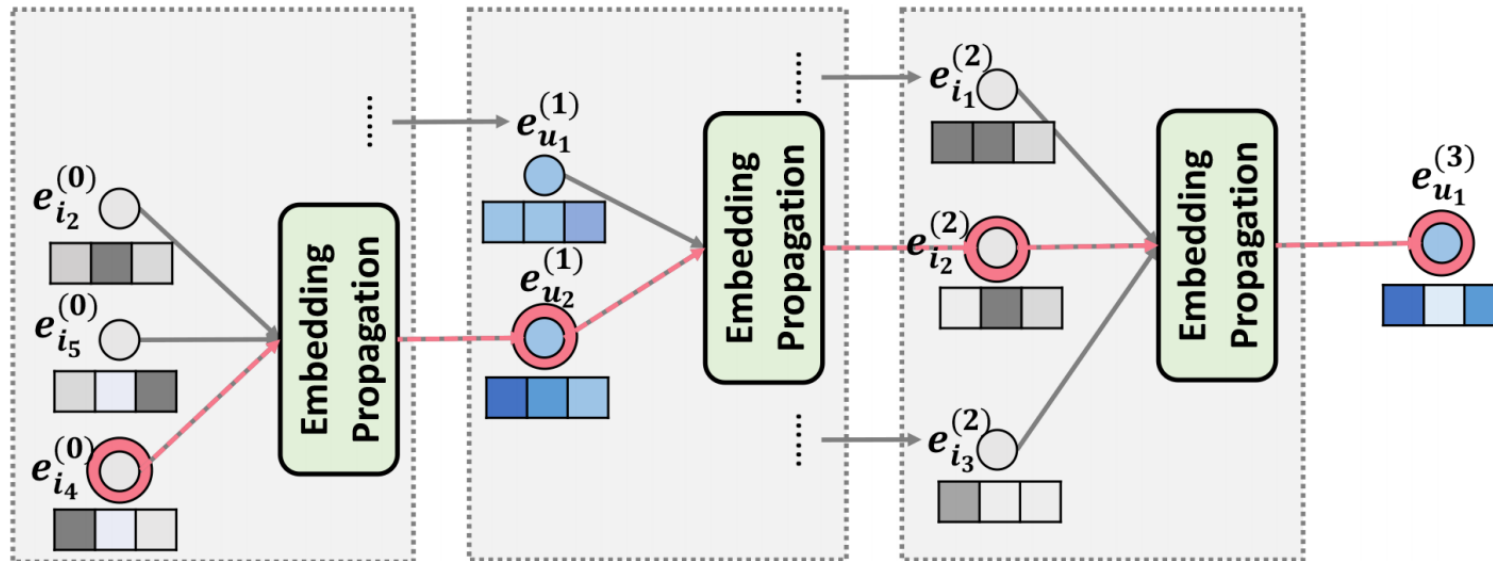 e_{i_2}^{(0)}
e_{i_5}^{(0)}
e_{i_4}^{(0)}
......
Embedding
Propagation
e_{u_1}^{(1)}
e_{u_2}^{(1)}
......
Embedding
Propagation
......
e_{i_1}^{(2)}
e_{i_2}^{(2)}
e_{i_3}^{(2)}
Embedding
Propagation
e_{u_1}^{(3)}